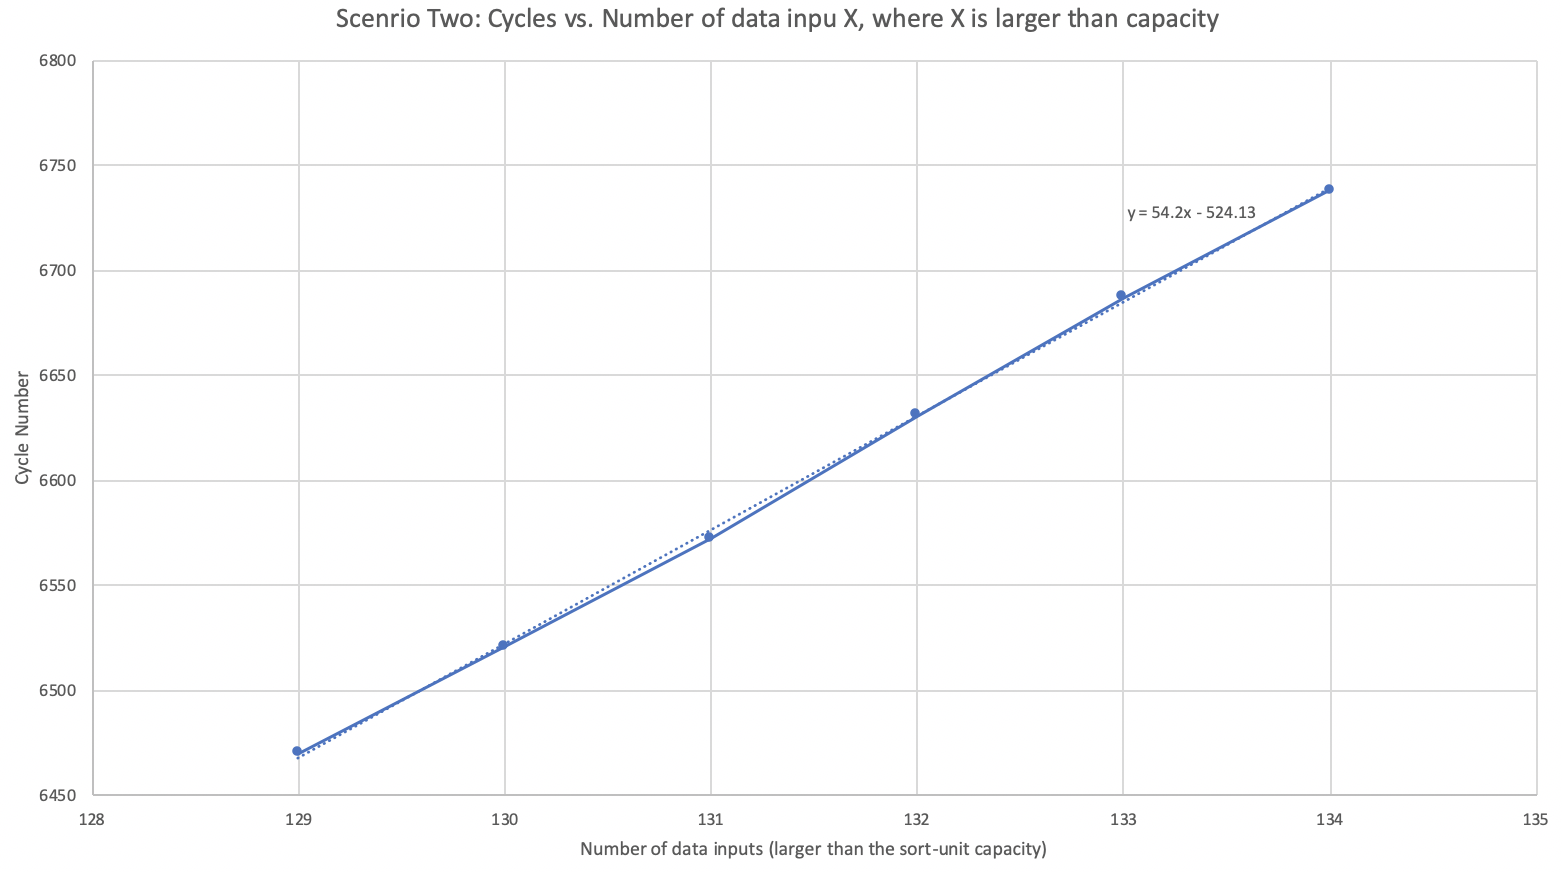 Scenrio Two: Cycles vs. Number of data inpu X, where X is larger than capacity
6800
6750
6700
6650
6600
6550
6500
6450
Cycle Number
y = 54.2x - 524.13
128 129 130 131 132 133 134 135
Number of data inputs (larger than the sort-unit capacity)